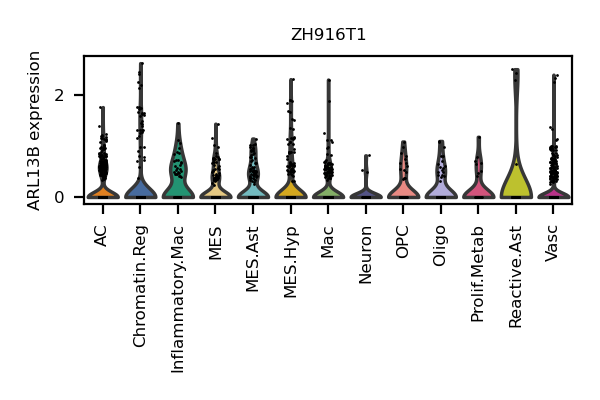 ZH916T1
ARL13B expression
2
0
AC
Chromatin.Reg
Inflammatory.Mac
MES
MES.Ast
MES.Hyp
Mac
Neuron
OPC
Oligo
Prolif.Metab
Reactive.Ast
Vasc